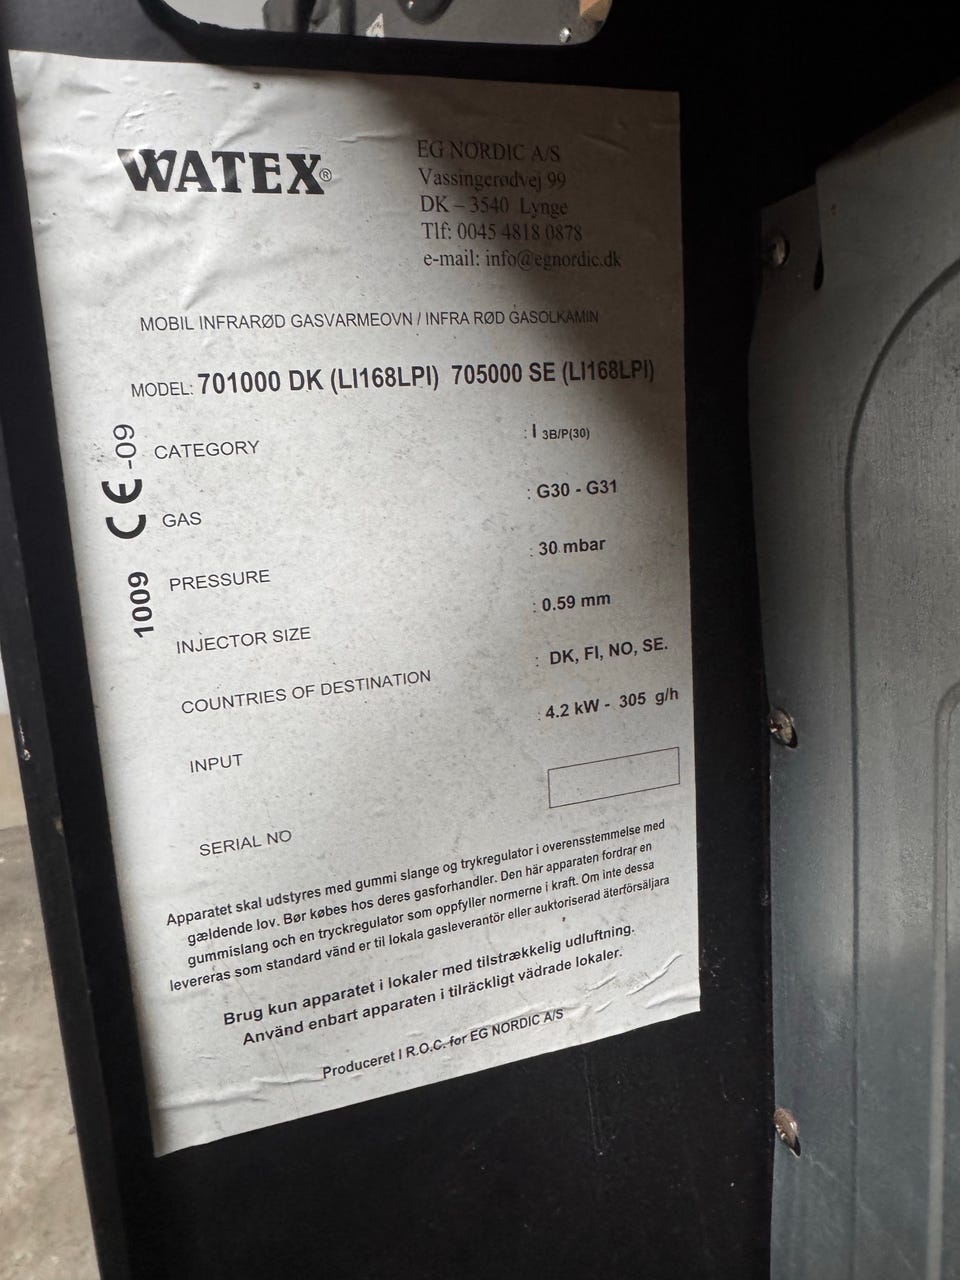 WATEX®
EG NORDIC A/S
Vassingerødvej 99
DK – 3540 Lynge
Tlf: 0045 4818 0878
e-mail: info@egnordic.dk
MOBIL INFRARØD GASVARMEOVN / INFRA RØD GASOLKAMIN
MODEL: 701000 DK (LI168LPI) 705000 SE (LI168LPI)
1009 CE -09
CATEGORY : I 3B/P(30)
GAS : G30 - G31
PRESSURE : 30 mbar
INJECTOR SIZE : 0.59 mm
COUNTRIES OF DESTINATION : DK, FI, NO, SE.
INPUT : 4.2 kW - 305 g/h
SERIAL NO
Apparatet skal udstyres med gummi slange og trykregulator i overensstemmelse med
gældende lov. Bør købes hos deres gasforhandler. Den här apparaten fordrar en
gummislang och en tryckregulator som oppfyller normerne i kraft. Om inte dessa
levereras som standard vänd er til lokala gasleverantör eller auktoriserad återförsäljara
Brug kun apparatet i lokaler med tilstrækkelig udluftning.
Använd enbart apparaten i tilräckligt vädrade lokaler.
Produceret I R.O.C. for EG NORDIC A/S